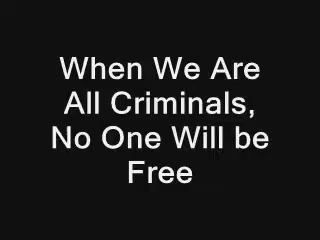 When We Are
All Criminals,
No One Will be
Free